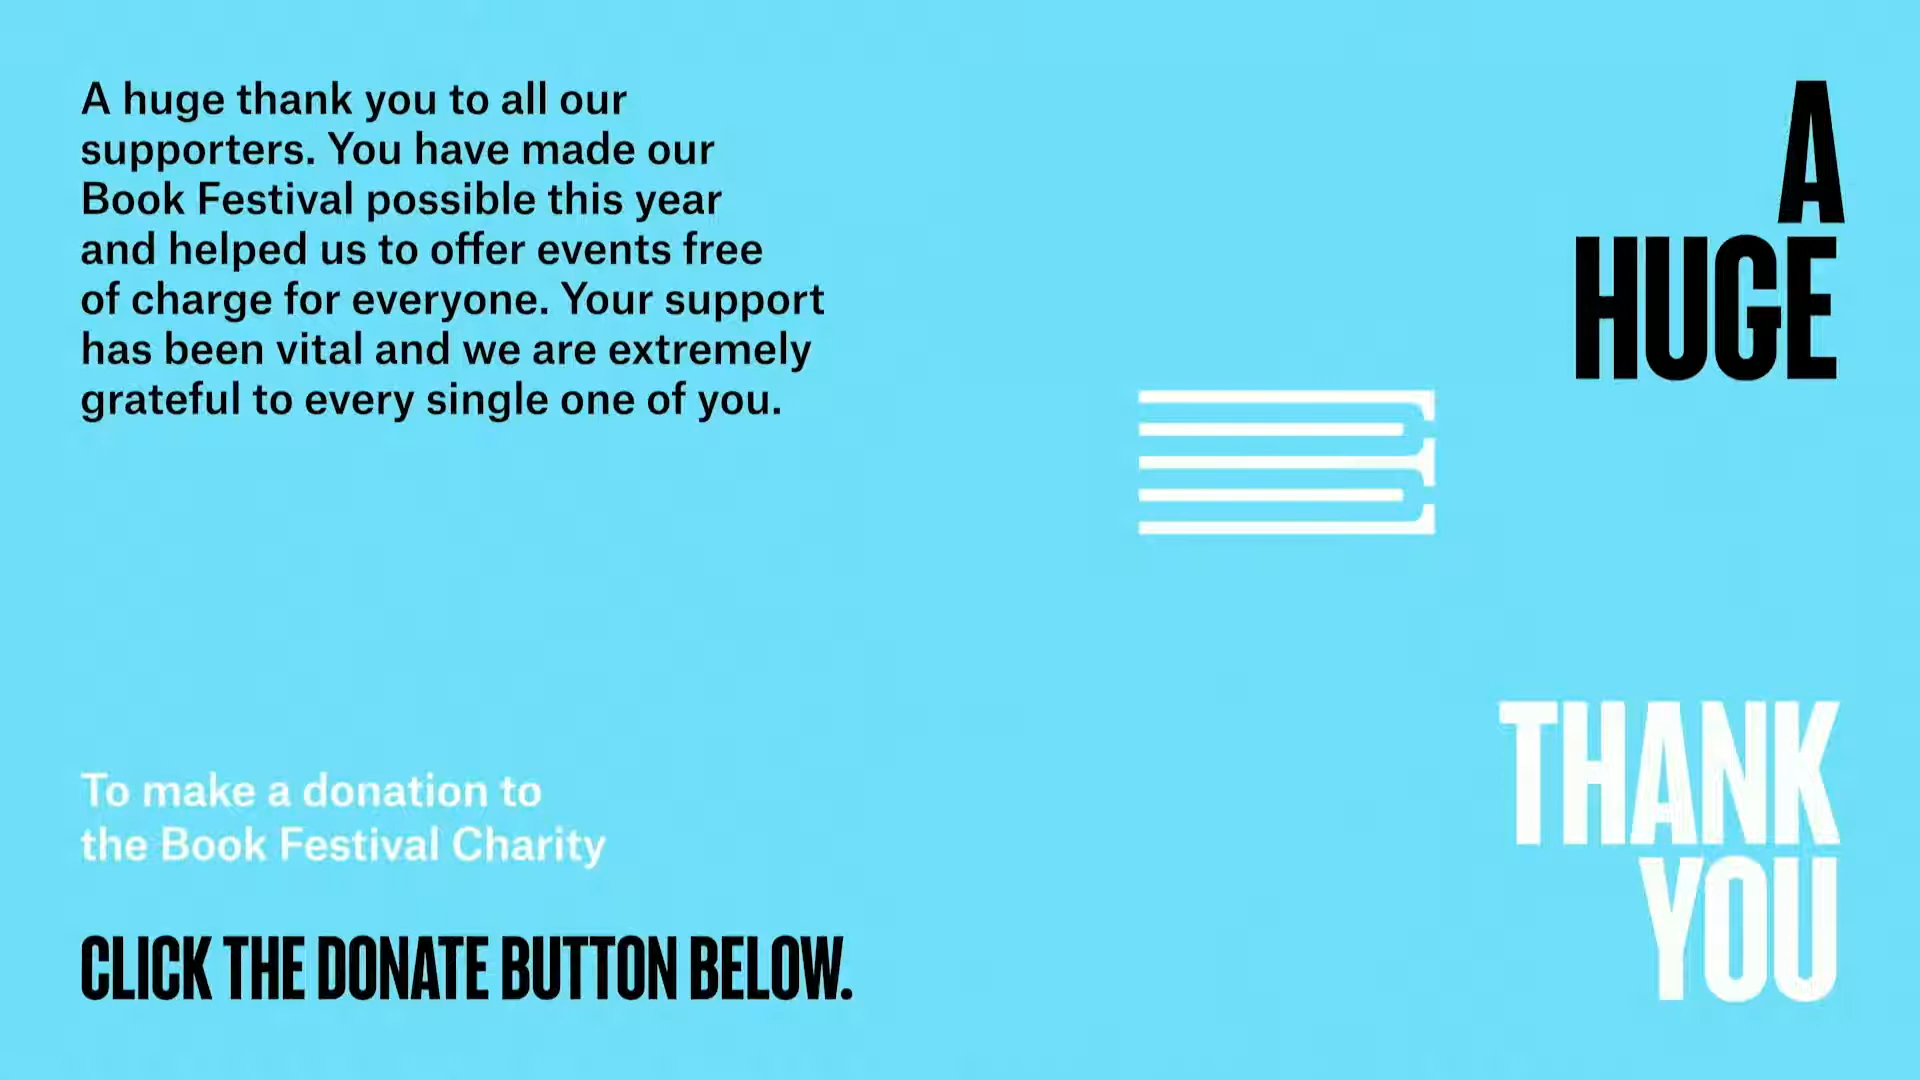 A huge thank you to all our
supporters. You have made our
Book Festival possible this year
and helped us to offer events free
of charge for everyone. Your support
has been vital and we are extremely
grateful to every single one of you.
To make a donation to
the Book Festival Charity
CLICK THE DONATE BUTTON BELOW.
A
HUGE
THANK
YOU